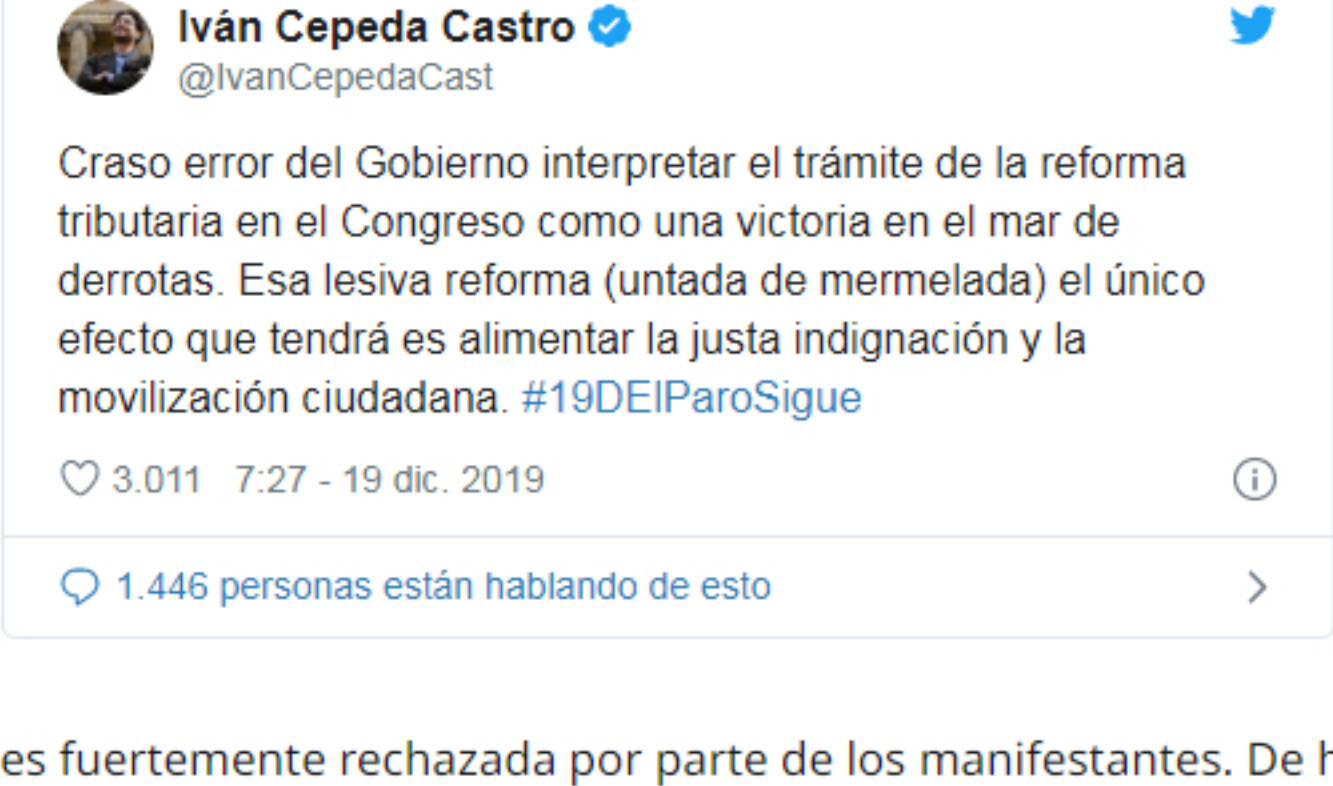 Iván Cepeda Castro
@IvanCepedaCast
Craso error del Gobierno interpretar el trámite de la reforma
tributaria en el Congreso como una victoria en el mar de
derrotas. Esa lesiva reforma (untada de mermelada) el único
efecto que tendrá es alimentar la justa indignación y la
movilización ciudadana. #19DElParoSigue
3.011 7:27 - 19 dic. 2019
1.446 personas están hablando de esto
es fuertemente rechazada por parte de los manifestantes. De